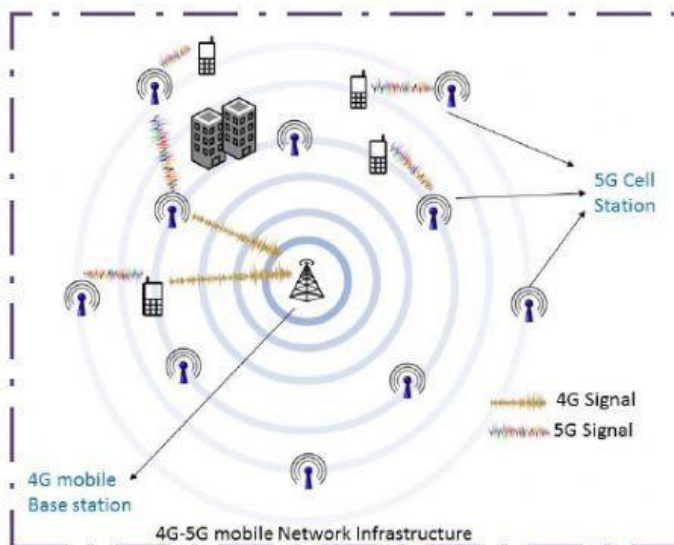 5G Cell
Station
4G Signal
5G Signal
4G mobile
Base station
4G-5G mobile Network Infrastructure